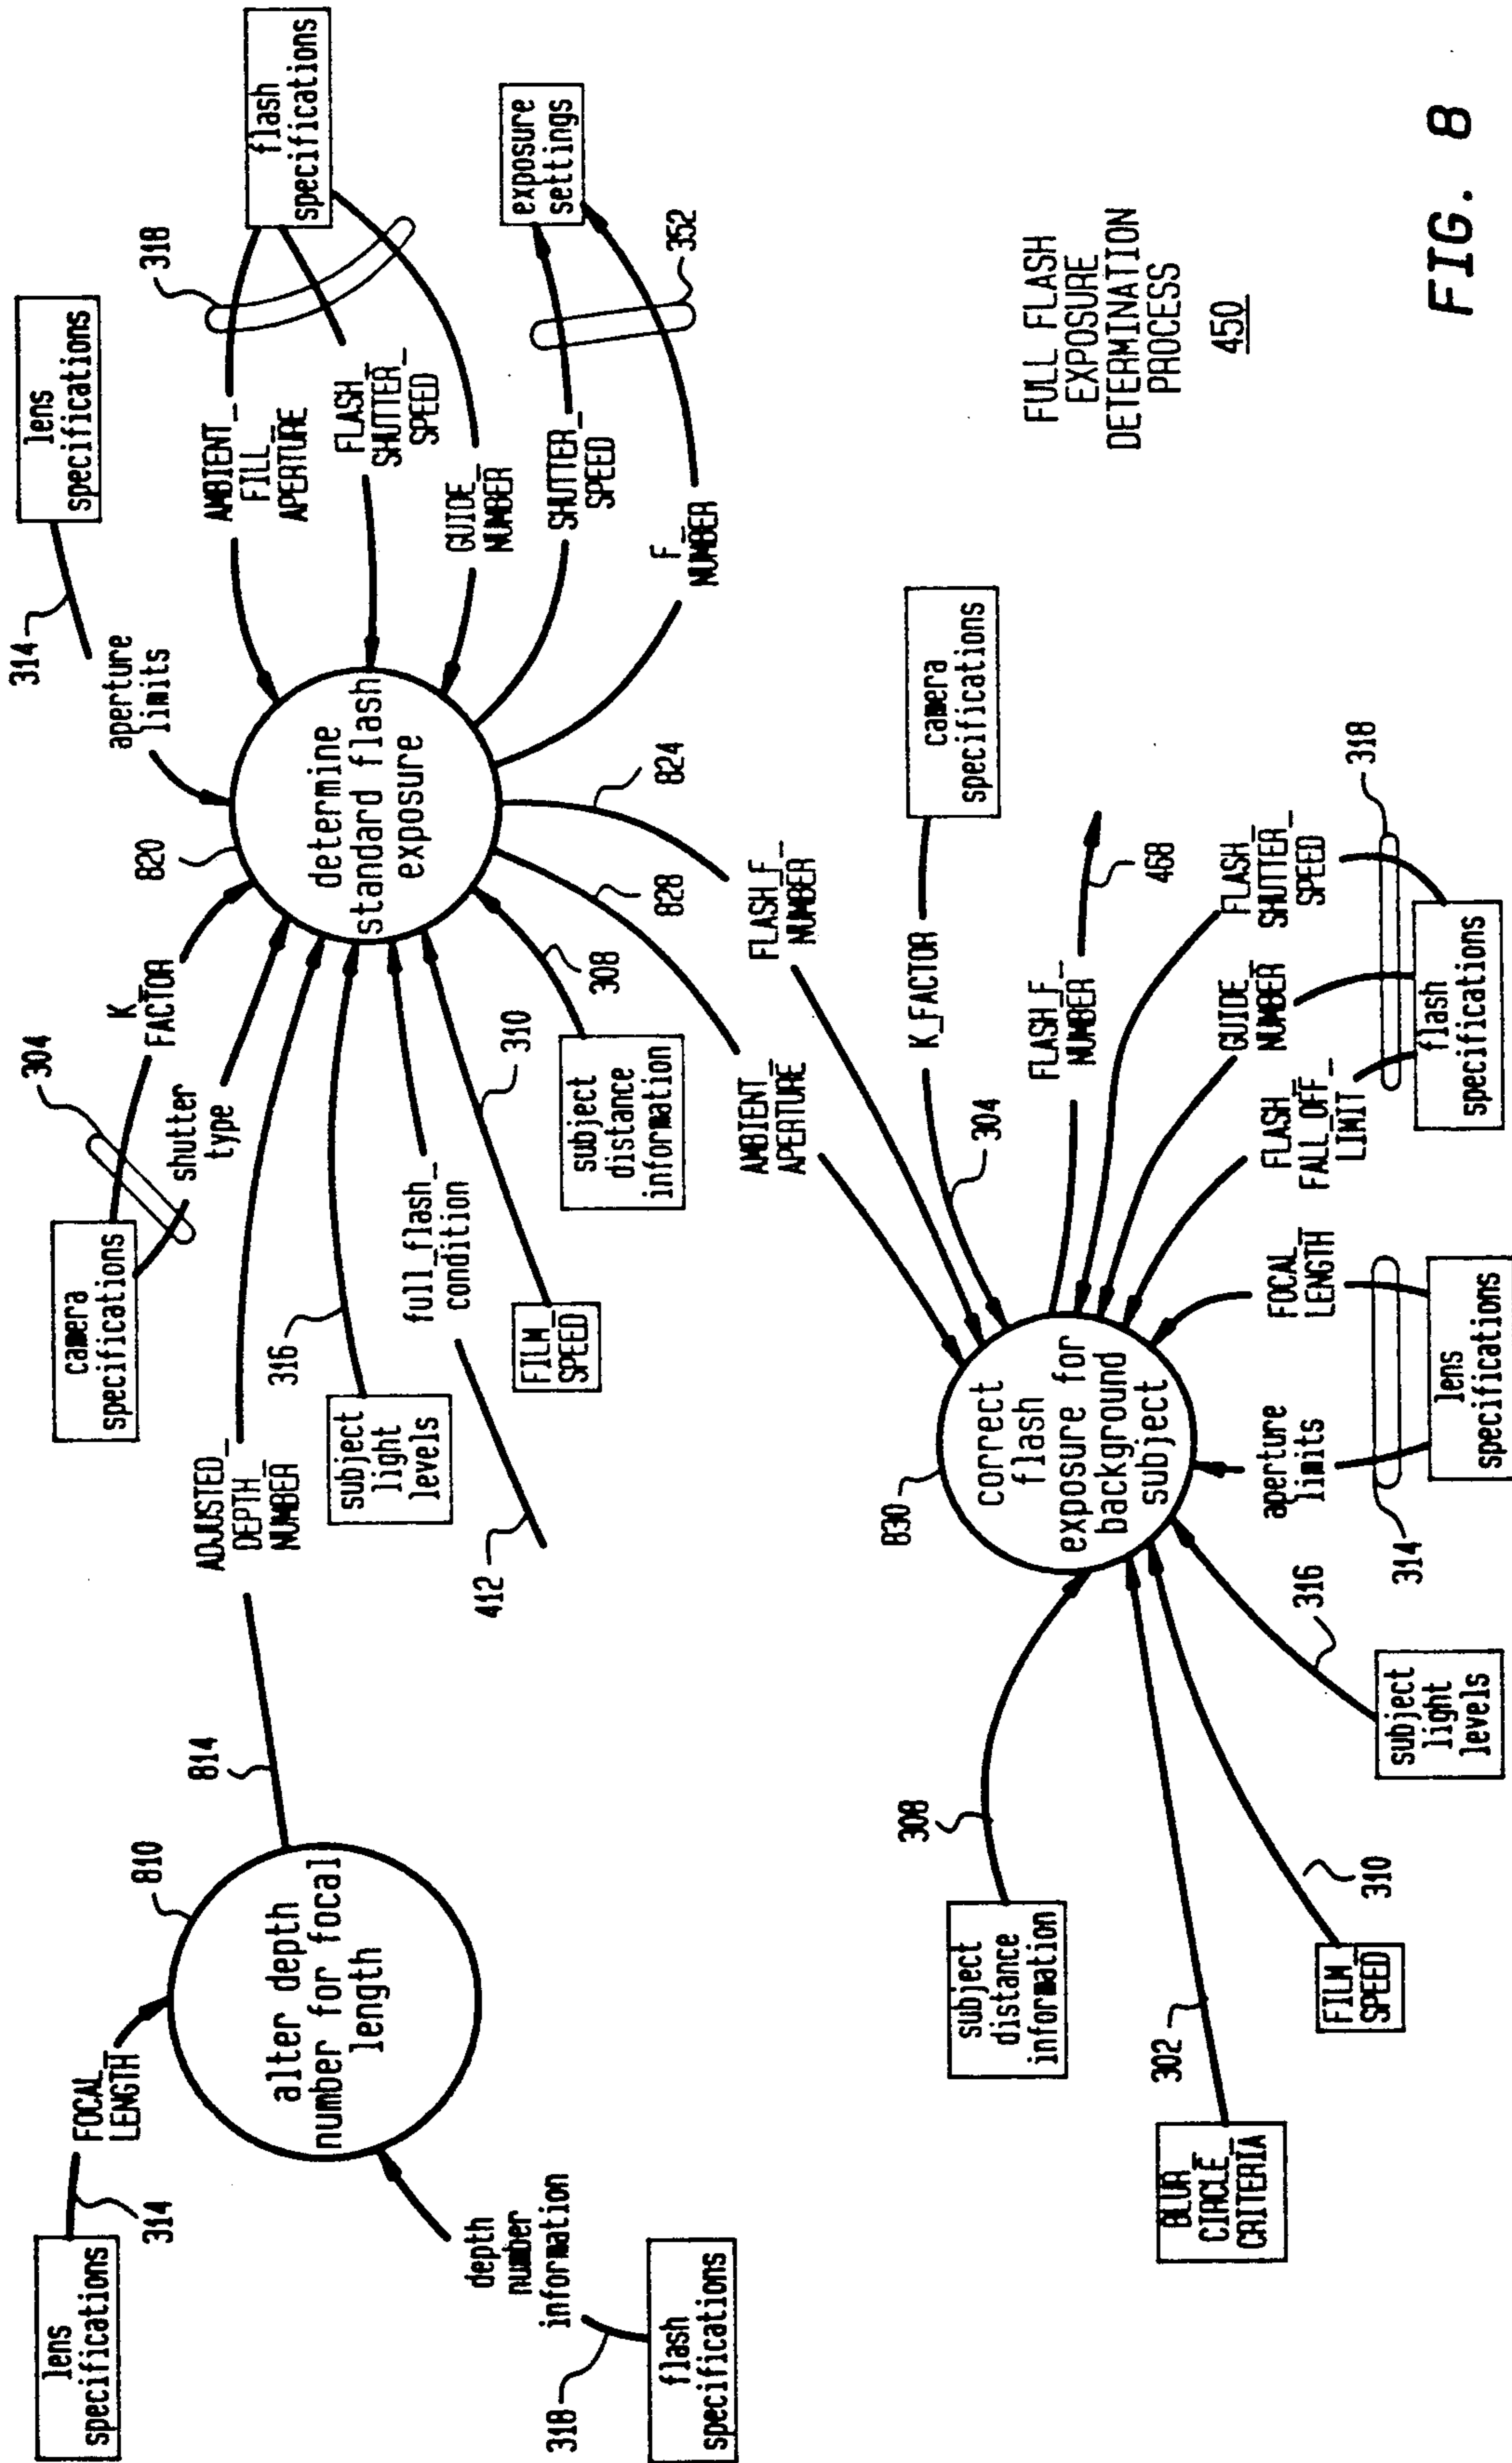 lens
specifications
314
FOCAL_
LENGTH
810
alter depth
number for focal
length
depth
number
information
318
flash
specifications
814
ADJUSTED_
DEPTH_
NUMBER
camera
specifications
304
K_
FACTOR
shutter
type
316
subject
light
levels
412
full_flash_
condition
FILM_
SPEED
310
subject
distance
information
308
820
determine
standard flash
exposure
aperture
limits
314
lens
specifications
AMBIENT_
FILL_
APERTURE
318
flash
specifications
FLASH_
SHUTTER_
SPEED
GUIDE_
NUMBER
SHUTTER_
SPEED
exposure
settings
F_
NUMBER
352
824
828
FLASH_F_
NUMBER
AMBIENT_
APERTURE
830
correct
flash
exposure for
background
subject
308
subject
distance
information
302
BLUR_
CIRCLE_
CRITERIA
310
FILM_
SPEED
316
subject
light
levels
aperture
limits
314
FOCAL_
LENGTH
lens
specifications
K_FACTOR
304
camera
specifications
FLASH_F_
NUMBER
468
FLASH_
SHUTTER_
SPEED
GUIDE_
NUMBER
FLASH_
FALL_OFF_
LIMIT
318
flash
specifications
FULL FLASH
EXPOSURE
DETERMINATION
PROCESS
450
FIG. 8